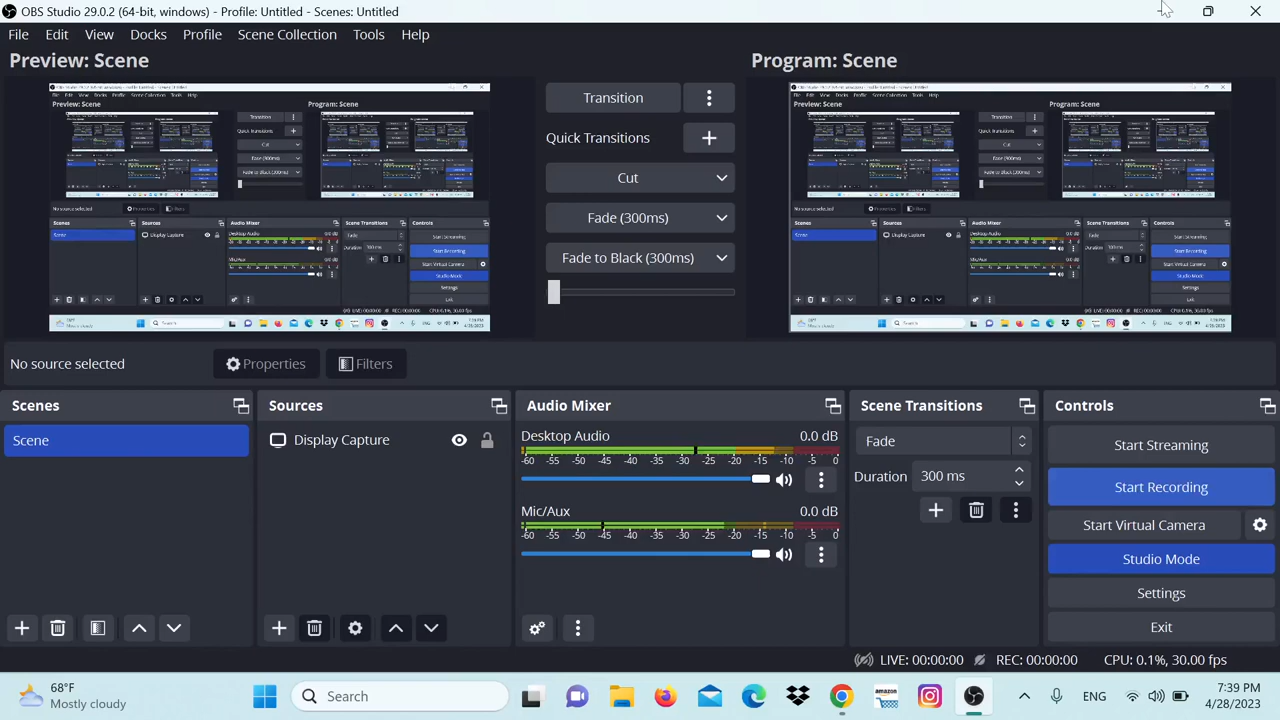 OBS Studio 29.0.2 (64-bit, windows) - Profile: Untitled - Scenes: Untitled
File Edit View Docks Profile Scene Collection Tools Help
Preview: Scene
Program: Scene
Transition
Quick Transitions
Cut
Fade (300ms)
Fade to Black (300ms)
No source selected
Properties
Filters
Scenes
Scene
Sources
Display Capture
Audio Mixer
Desktop Audio 0.0 dB
-60 -55 -50 -45 -40 -35 -30 -25 -20 -15 -10 -5 0
Mic/Aux 0.0 dB
-60 -55 -50 -45 -40 -35 -30 -25 -20 -15 -10 -5 0
Scene Transitions
Fade
Duration 300 ms
Controls
Start Streaming
Start Recording
Start Virtual Camera
Studio Mode
Settings
Exit
LIVE: 00:00:00 REC: 00:00:00 CPU: 0.1%, 30.00 fps
68°F
Mostly cloudy
Search
amazon
ENG
7:39 PM
4/28/2023